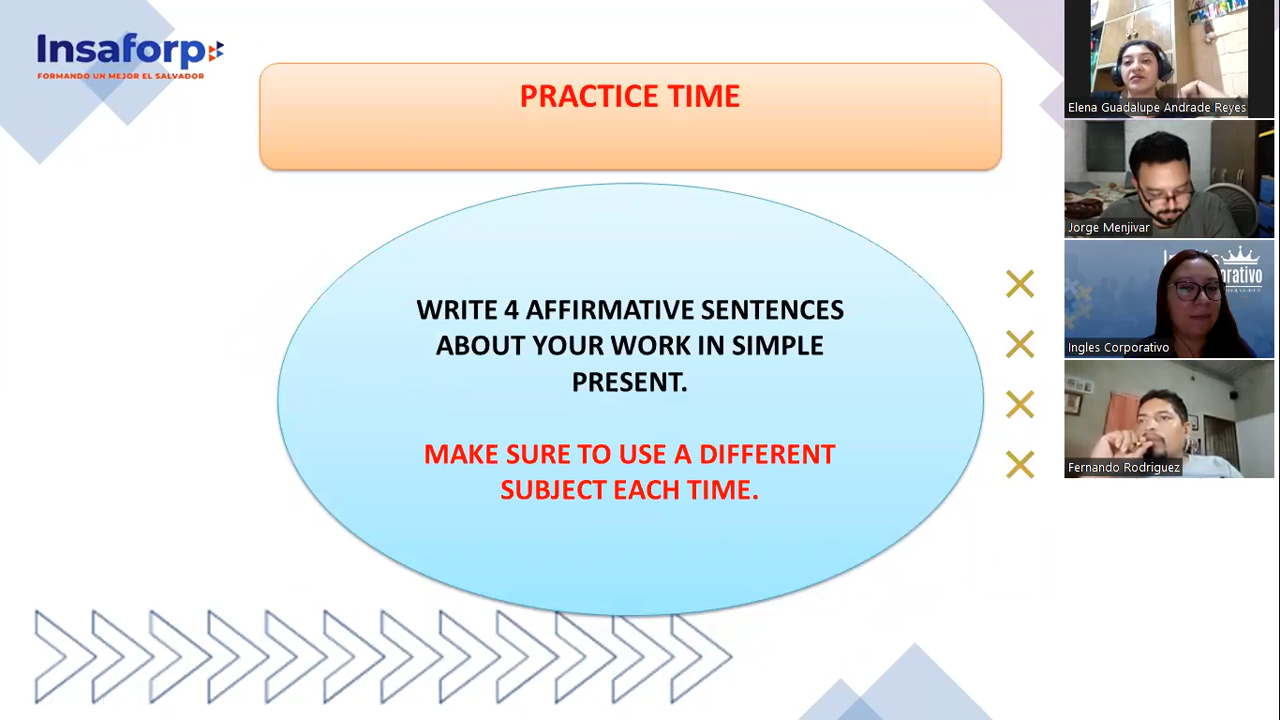 Insaforp
FORMANDO UN MEJOR EL SALVADOR
PRACTICE TIME
WRITE 4 AFFIRMATIVE SENTENCES
ABOUT YOUR WORK IN SIMPLE
PRESENT.
MAKE SURE TO USE A DIFFERENT
SUBJECT EACH TIME.
Elena Guadalupe Andrade Reyes
Jorge Menjivar
Ingles Corporativo
Fernando Rodriguez